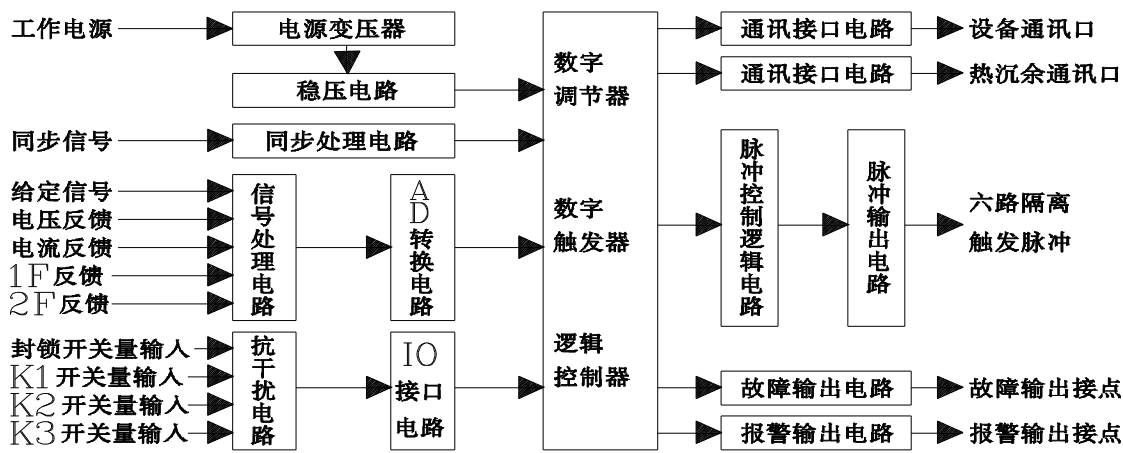 工作电源
电源变压器
稳压电路
同步信号
同步处理电路
给定信号
电压反馈
电流反馈
1F反馈
2F反馈
信号处理电路
AD转换电路
封锁开关量输入
K1开关量输入
K2开关量输入
K3开关量输入
抗干扰电路
IO
接口
电路
数字
调节器
数字
触发器
逻辑
控制器
通讯接口电路
设备通讯口
通讯接口电路
热沉余通讯口
脉冲控制逻辑电路
脉冲输出电路
六路隔离
触发脉冲
故障输出电路
故障输出接点
报警输出电路
报警输出接点